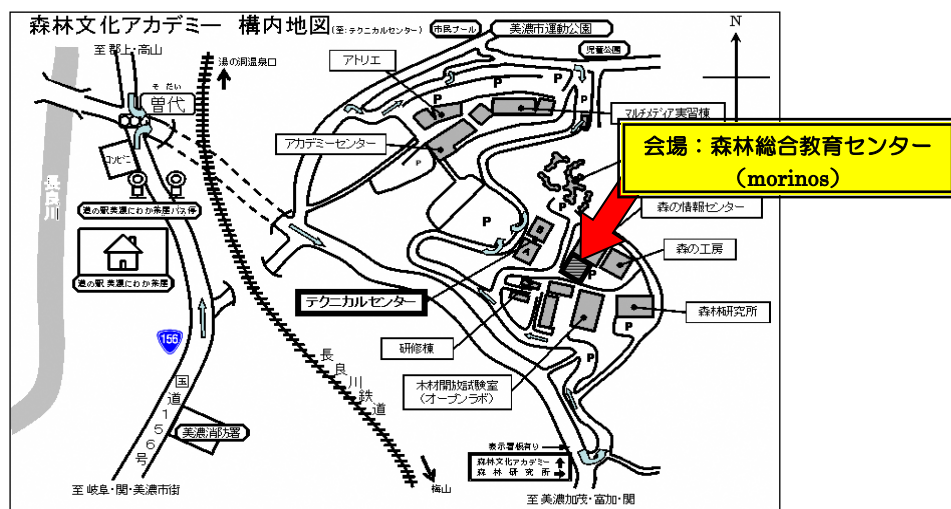 森林文化アカデミー 構内地図(至:テクニカルセンター)
市民プール
美濃市運動公園
児童公園
N
至 郡上・高山
湯の洞温泉口
アトリエ
P
そ だい
曽代
マルチメディア実習棟
コンビニ
アカデミーセンター
会場：森林総合教育センター
（morinos）
長良川
道の駅美濃にわか茶屋バス停
森の情報センター
B
A
森の工房
道の駅 美濃にわか茶屋
テクニカルセンター
森林研究所
156
研修棟
長良川鉄道
木材開放試験室
（オープンラボ）
国道156号
美濃消防署
表示看板有り
森林文化アカデミー
森 林 研 究 所
梅山
至 岐阜・関・美濃市街
至 美濃加茂・富加・関